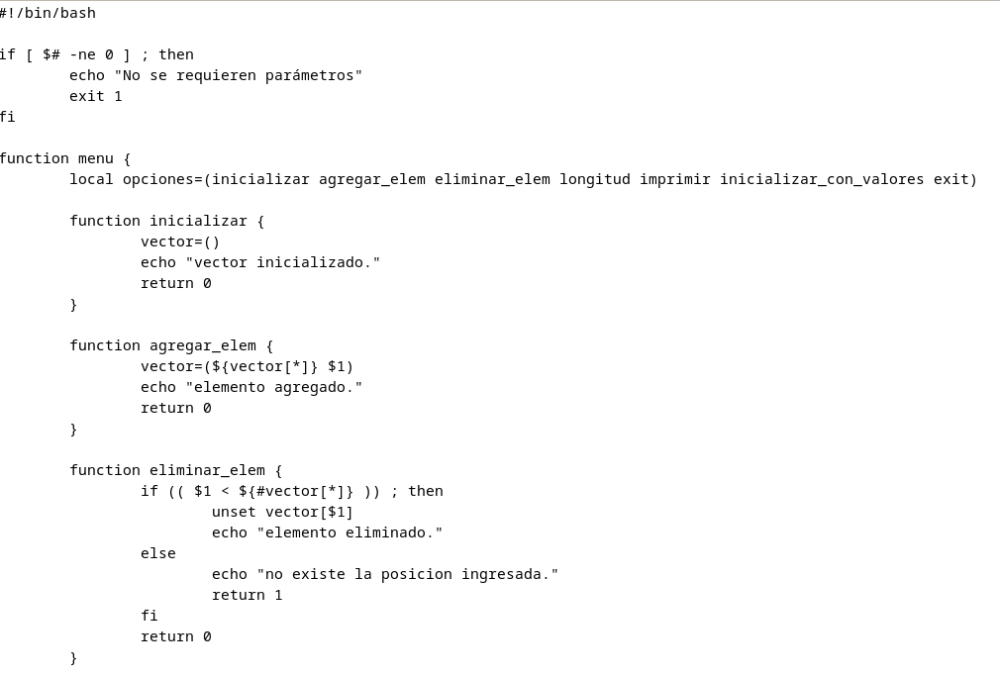 #!/bin/bash

if [ $# -ne 0 ] ; then
        echo "No se requieren parámetros"
        exit 1
fi

function menu {
        local opciones=(inicializar agregar_elem eliminar_elem longitud imprimir inicializar_con_valores exit)

        function inicializar {
                vector=()
                echo "vector inicializado."
                return 0
        }

        function agregar_elem {
                vector=(${vector[*]} $1)
                echo "elemento agregado."
                return 0
        }

        function eliminar_elem {
                if (( $1 < ${#vector[*]} )) ; then
                        unset vector[$1]
                        echo "elemento eliminado."
                else
                        echo "no existe la posicion ingresada."
                        return 1
                fi
                return 0
        }